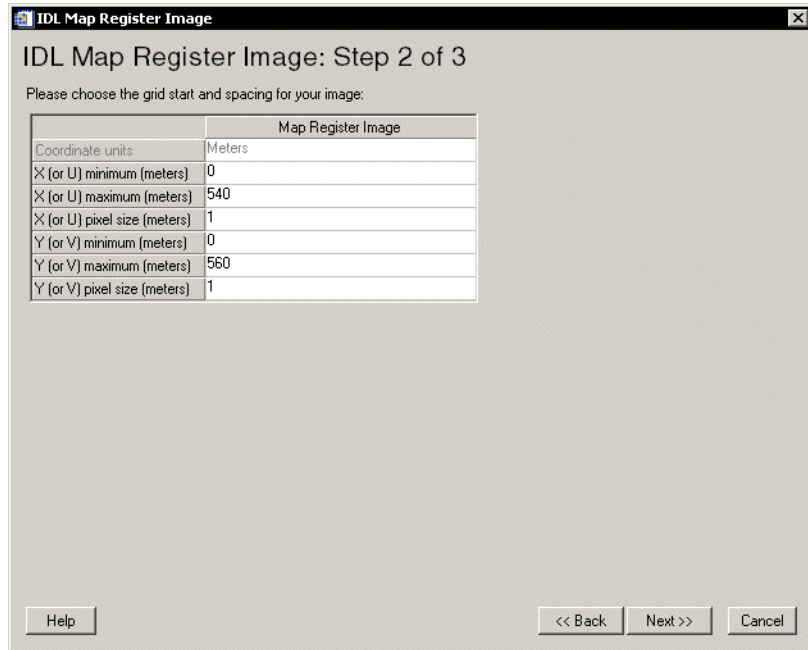 IDL Map Register Image
IDL Map Register Image: Step 2 of 3
Please choose the grid start and spacing for your image:
Map Register Image
Coordinate units Meters
X (or U) minimum (meters) 0
X (or U) maximum (meters) 540
X (or U) pixel size (meters) 1
Y (or V) minimum (meters) 0
Y (or V) maximum (meters) 560
Y (or V) pixel size (meters) 1
Help << Back Next >> Cancel